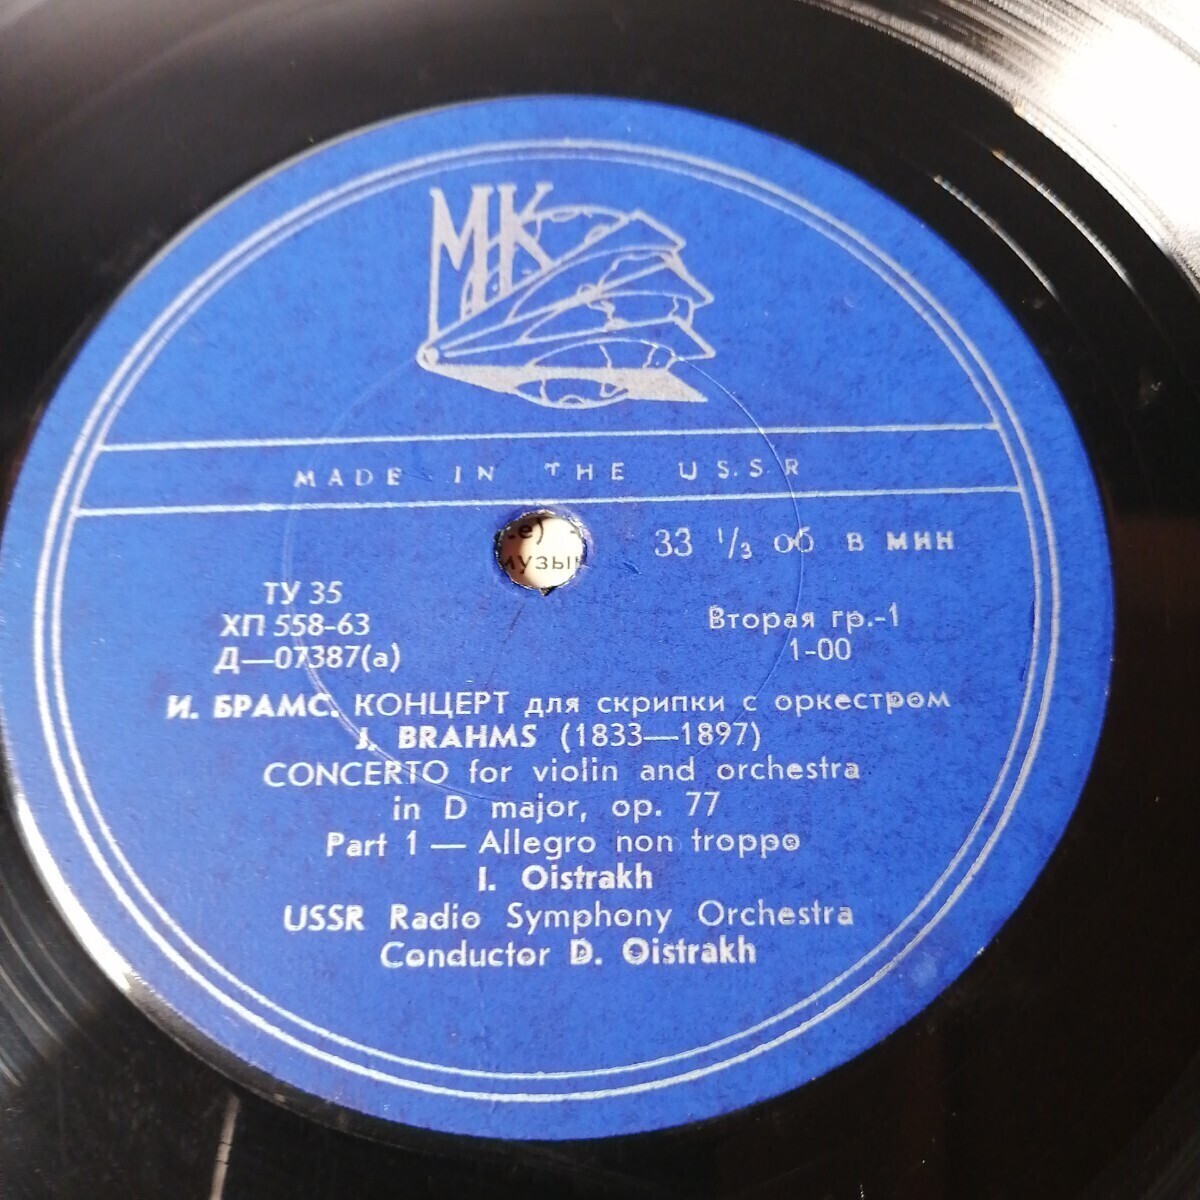 МК
MADE IN THE U.S.S.R
е)
музык
33 1/3 об в мин
ТУ 35
ХП 558-63
Д—07387(а)
Вторая гр.-1
1-00
И. БРАМС. КОНЦЕРТ для скрипки с оркестром
J. BRAHMS (1833—1897)
CONCERTO for violin and orchestra
in D major, op. 77
Part 1 — Allegro non troppo
I. Oistrakh
USSR Radio Symphony Orchestra
Conductor D. Oistrakh